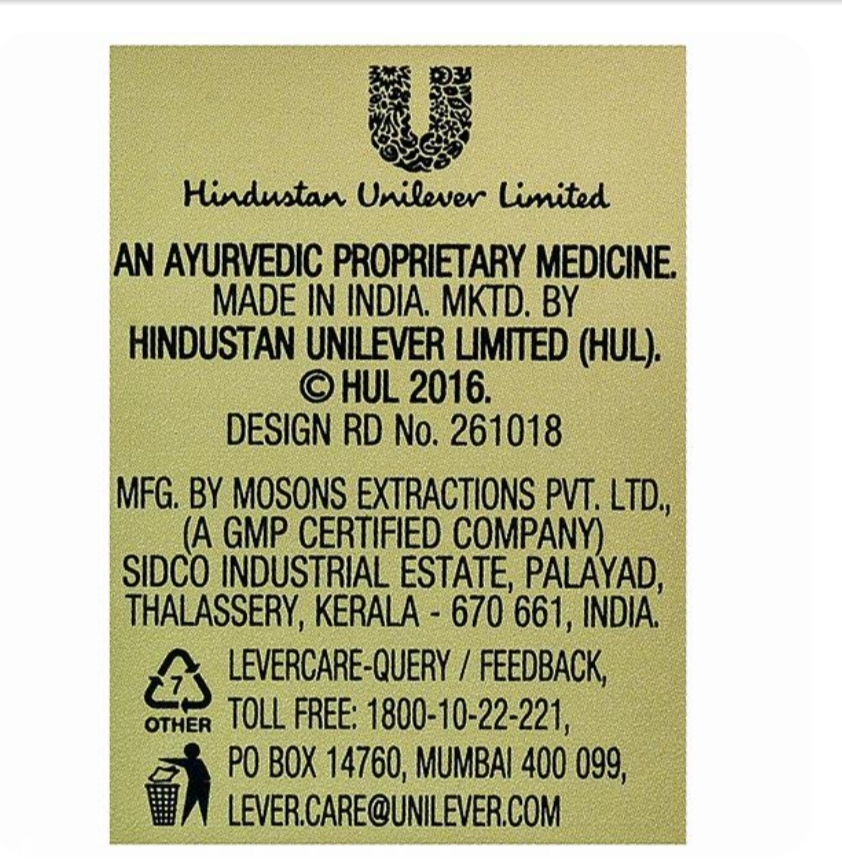 Hindustan Unilever Limited
AN AYURVEDIC PROPRIETARY MEDICINE.
MADE IN INDIA. MKTD. BY
HINDUSTAN UNILEVER LIMITED (HUL).
© HUL 2016.
DESIGN RD No. 261018
MFG. BY MOSONS EXTRACTIONS PVT. LTD.,
(A GMP CERTIFIED COMPANY)
SIDCO INDUSTRIAL ESTATE, PALAYAD,
THALASSERY, KERALA - 670 661, INDIA.
7
OTHER
LEVERCARE-QUERY / FEEDBACK,
TOLL FREE: 1800-10-22-221,
PO BOX 14760, MUMBAI 400 099,
LEVER.CARE@UNILEVER.COM